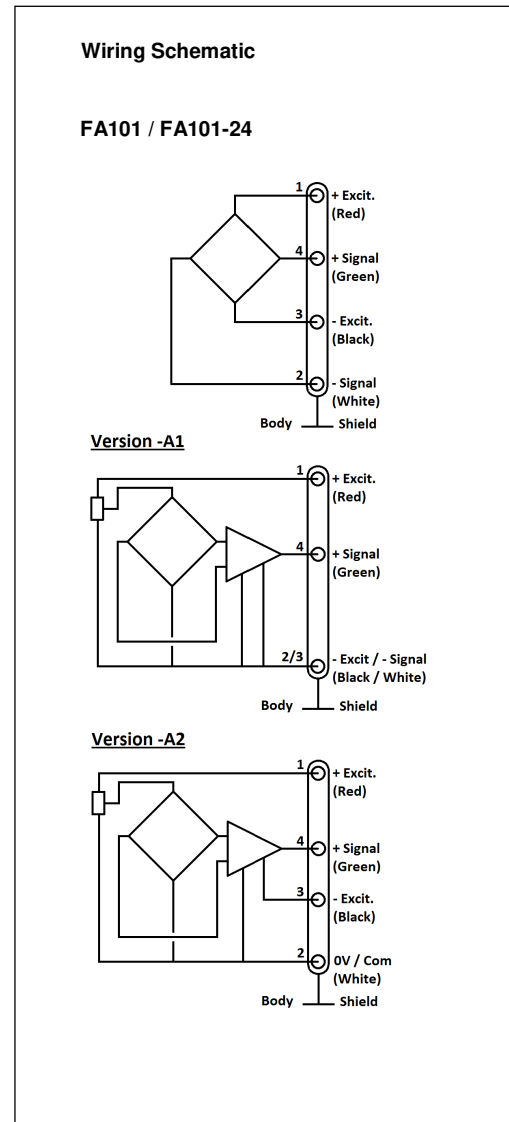 Wiring Schematic
FA101 / FA101-24
1
+ Excit.
(Red)
4
+ Signal
(Green)
3
- Excit.
(Black)
2
- Signal
(White)
Body
Shield
Version -A1
1
+ Excit.
(Red)
4
+ Signal
(Green)
2/3
- Excit / - Signal
(Black / White)
Body
Shield
Version -A2
1
+ Excit.
(Red)
4
+ Signal
(Green)
3
- Excit.
(Black)
2
0V / Com
(White)
Body
Shield